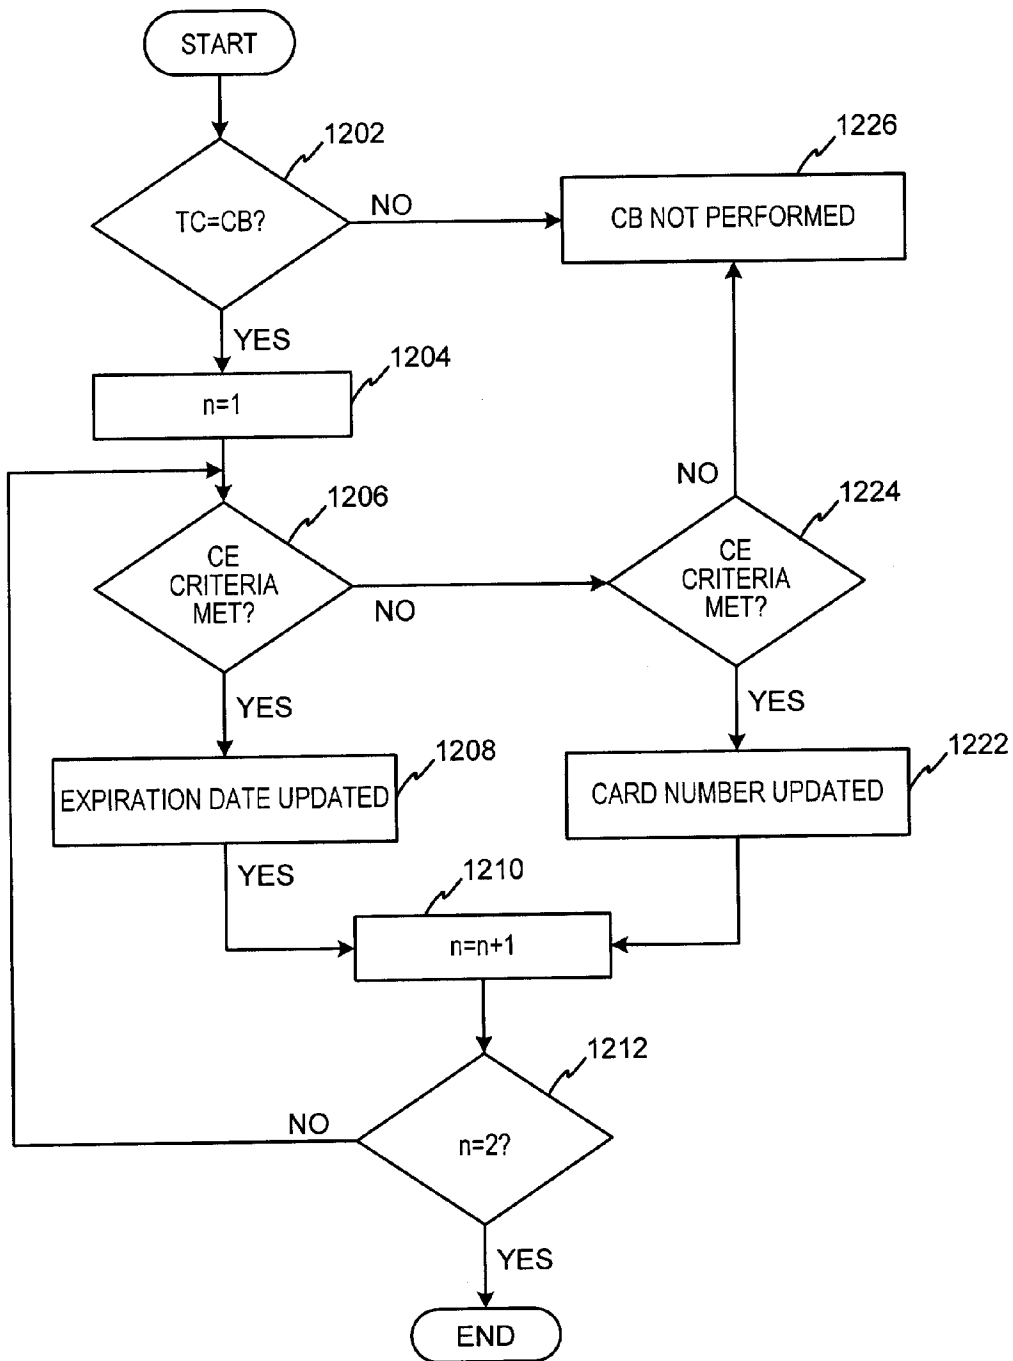 START
1202
1226
TC=CB?
NO
CB NOT PERFORMED
YES
1204
n=1
NO
1206
1224
CE
CRITERIA
MET?
NO
CE
CRITERIA
MET?
YES
YES
1208
1222
EXPIRATION DATE UPDATED
CARD NUMBER UPDATED
YES
1210
n=n+1
1212
NO
n=2?
YES
END